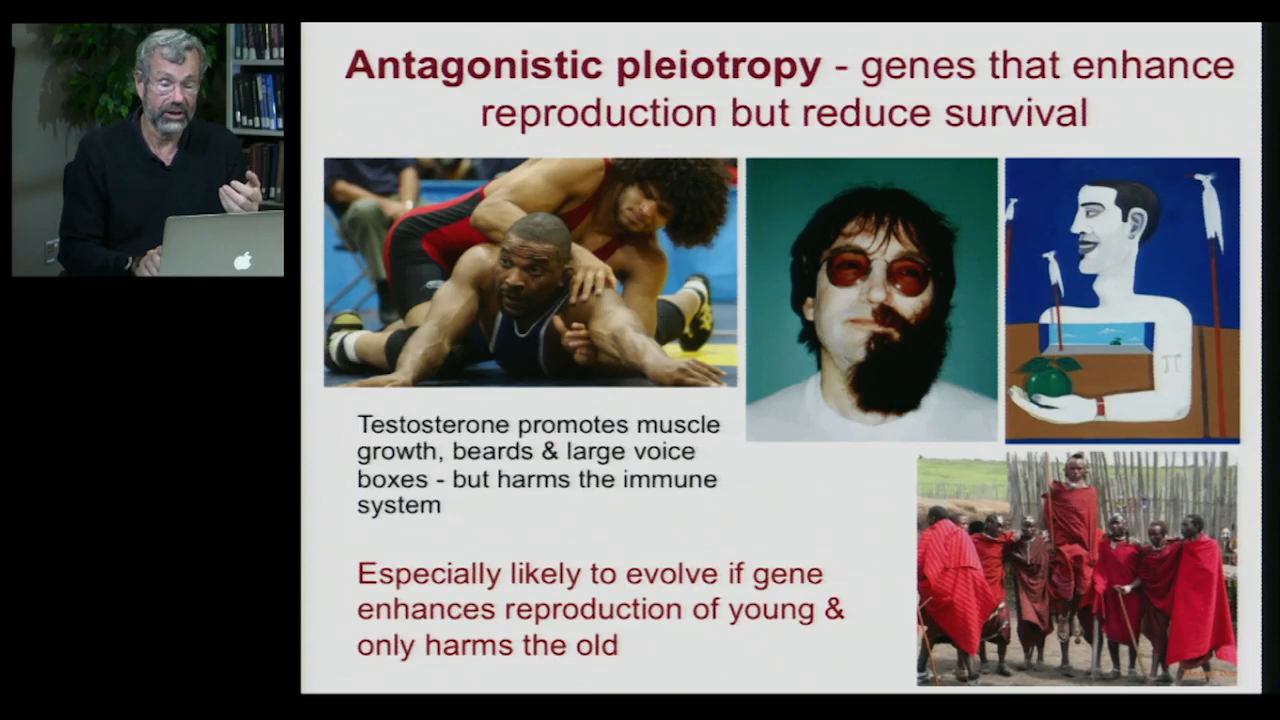 Antagonistic pleiotropy - genes that enhance
reproduction but reduce survival
Testosterone promotes muscle
growth, beards & large voice
boxes - but harms the immune
system
Especially likely to evolve if gene
enhances reproduction of young &
only harms the old